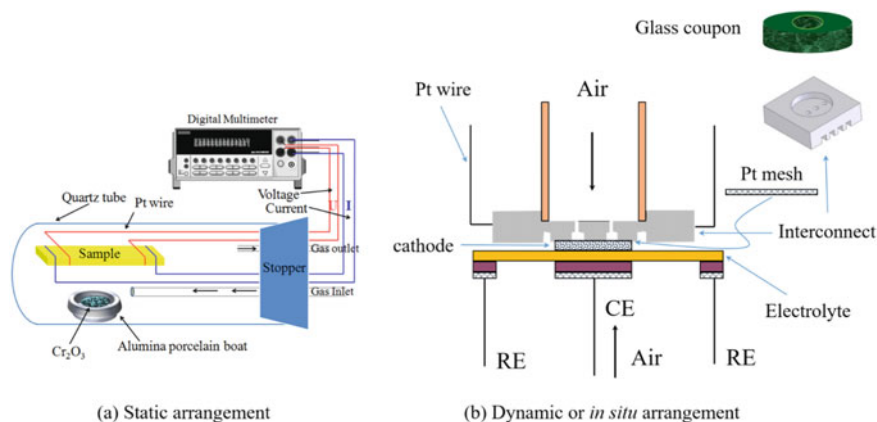 Digital Multimeter
Quartz tube
Pt wire
Voltage
U
I
Current
Sample
Gas outlet
Stopper
Gas Inlet
Cr₂O₃
Alumina porcelain boat
(a) Static arrangement
Glass coupon
Pt wire
Air
Pt mesh
Interconnect
cathode
Electrolyte
CE
RE
Air
RE
(b) Dynamic or in situ arrangement